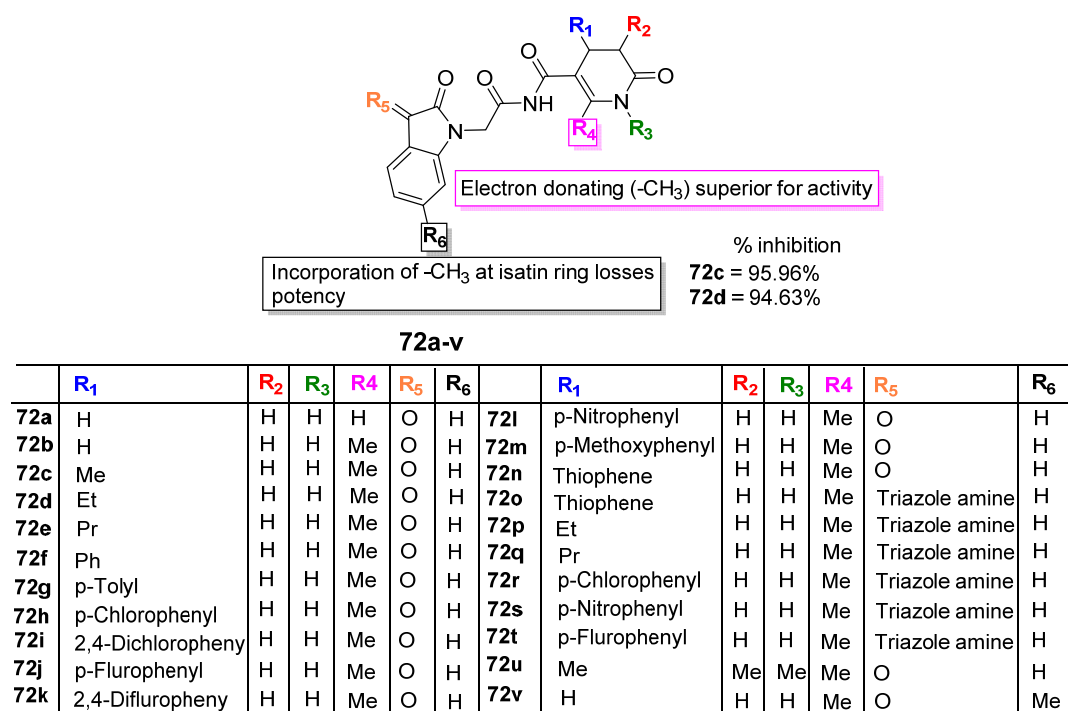 R1 R2
O O O
O
R5
N NH N
R4 R3
Electron donating (-CH3) superior for activity
R6
% inhibition
Incorporation of -CH3 at isatin ring losses
potency
72c = 95.96%
72d = 94.63%
72a-v
R1 R2 R3 R4 R5 R6 R1 R2 R3 R4 R5 R6
72a H H H H O H 72l p-Nitrophenyl H H Me O H
72b H H H Me O H 72m p-Methoxyphenyl H H Me O H
72c Me H H Me O H 72n Thiophene H H Me O H
72d Et H H Me O H 72o Thiophene H H Me Triazole amine H
72e Pr H H Me O H 72p Et H H Me Triazole amine H
72f Ph H H Me O H 72q Pr H H Me Triazole amine H
72g p-Tolyl H H Me O H 72r p-Chlorophenyl H H Me Triazole amine H
72h p-Chlorophenyl H H Me O H 72s p-Nitrophenyl H H Me Triazole amine H
72i 2,4-Dichloropheny H H Me O H 72t p-Flurophenyl H H Me Triazole amine H
72j p-Flurophenyl H H Me O H 72u Me Me Me Me O H
72k 2,4-Difluropheny H H Me O H 72v H H H Me O Me